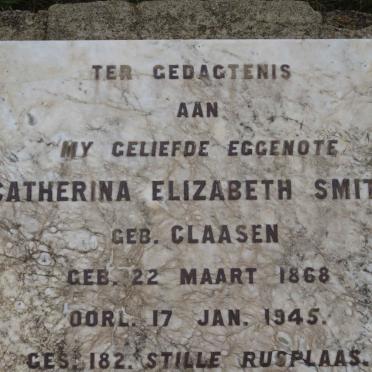 TER GEDAGTENIS
AAN
MY GELIEFDE EGGENOTE
CATHERINA ELIZABETH SMIT
GEB. CLAASEN
GEB. 22 MAART 1868
OORL. 17 JAN. 1945.
GES. 182. STILLE RUSPLAAS.